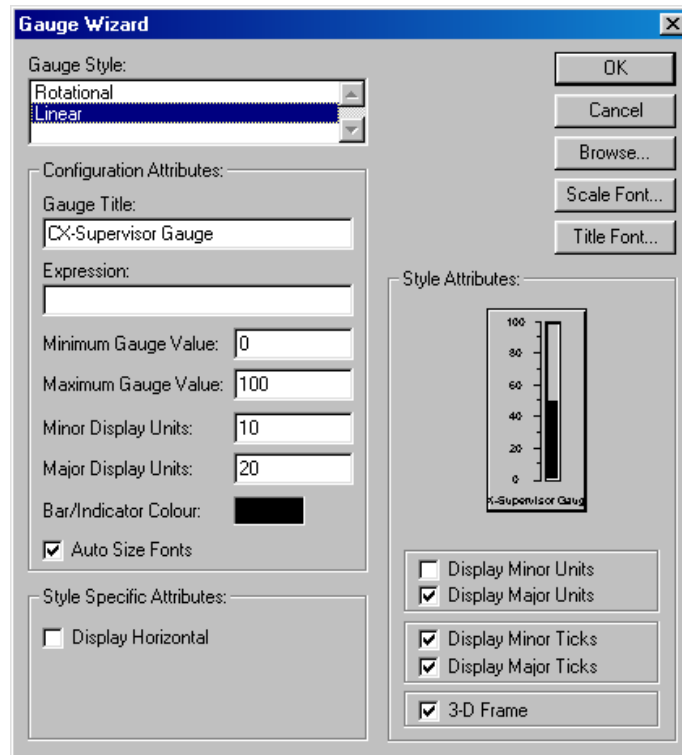 Gauge Wizard
Gauge Style:
Rotational
Linear
OK
Cancel
Browse...
Scale Font...
Title Font...
Configuration Attributes:
Gauge Title:
CX-Supervisor Gauge
Expression:
Minimum Gauge Value: 0
Maximum Gauge Value: 100
Minor Display Units: 10
Major Display Units: 20
Bar/Indicator Colour:
Auto Size Fonts
Style Specific Attributes:
Display Horizontal
Style Attributes:
100
80
60
40
20
0
X-Supervisor Gaug
Display Minor Units
Display Major Units
Display Minor Ticks
Display Major Ticks
3-D Frame